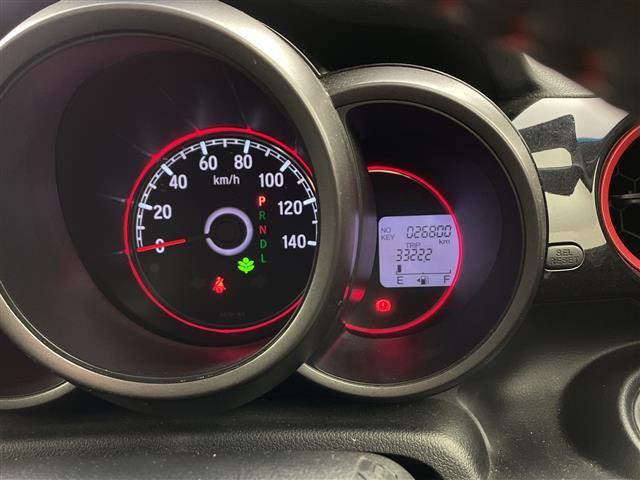 0
20
40
60
80
100
120
140
km/h
P
R
N
D
L
NO
KEY
026800
km
TRIP
3322.2
E
F
SEL
RESET